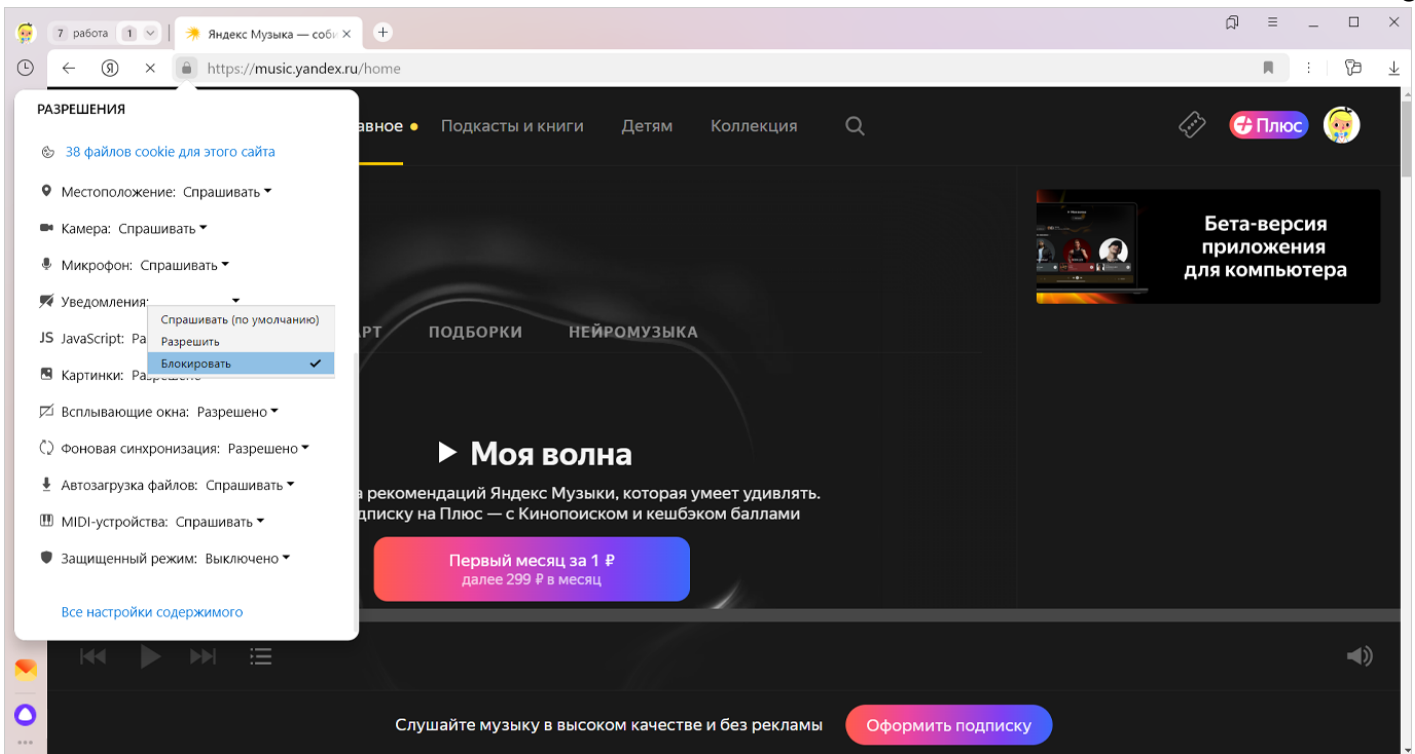 7 работа 1
Яндекс Музыка — соби
https://music.yandex.ru/home
РАЗРЕШЕНИЯ
38 файлов cookie для этого сайта
Местоположение: Спрашивать
Камера: Спрашивать
Микрофон: Спрашивать
Уведомления:
Спрашивать (по умолчанию)
Разрешить
Блокировать
JS JavaScript: Ра
Картинки: Разрешено
Всплывающие окна: Разрешено
Фоновая синхронизация: Разрешено
Автозагрузка файлов: Спрашивать
MIDI-устройства: Спрашивать
Защищенный режим: Выключено
Все настройки содержимого
авное
Подкасты и книги
Детям
Коллекция
Плюс
Бета-версия
приложения
для компьютера
АРТ
ПОДБОРКИ
НЕЙРОМУЗЫКА
Моя волна
а рекомендаций Яндекс Музыки, которая умеет удивлять.
дписку на Плюс — с Кинопоиском и кешбэком баллами
Первый месяц за 1 ₽
далее 299 ₽ в месяц
Слушайте музыку в высоком качестве и без рекламы
Оформить подписку